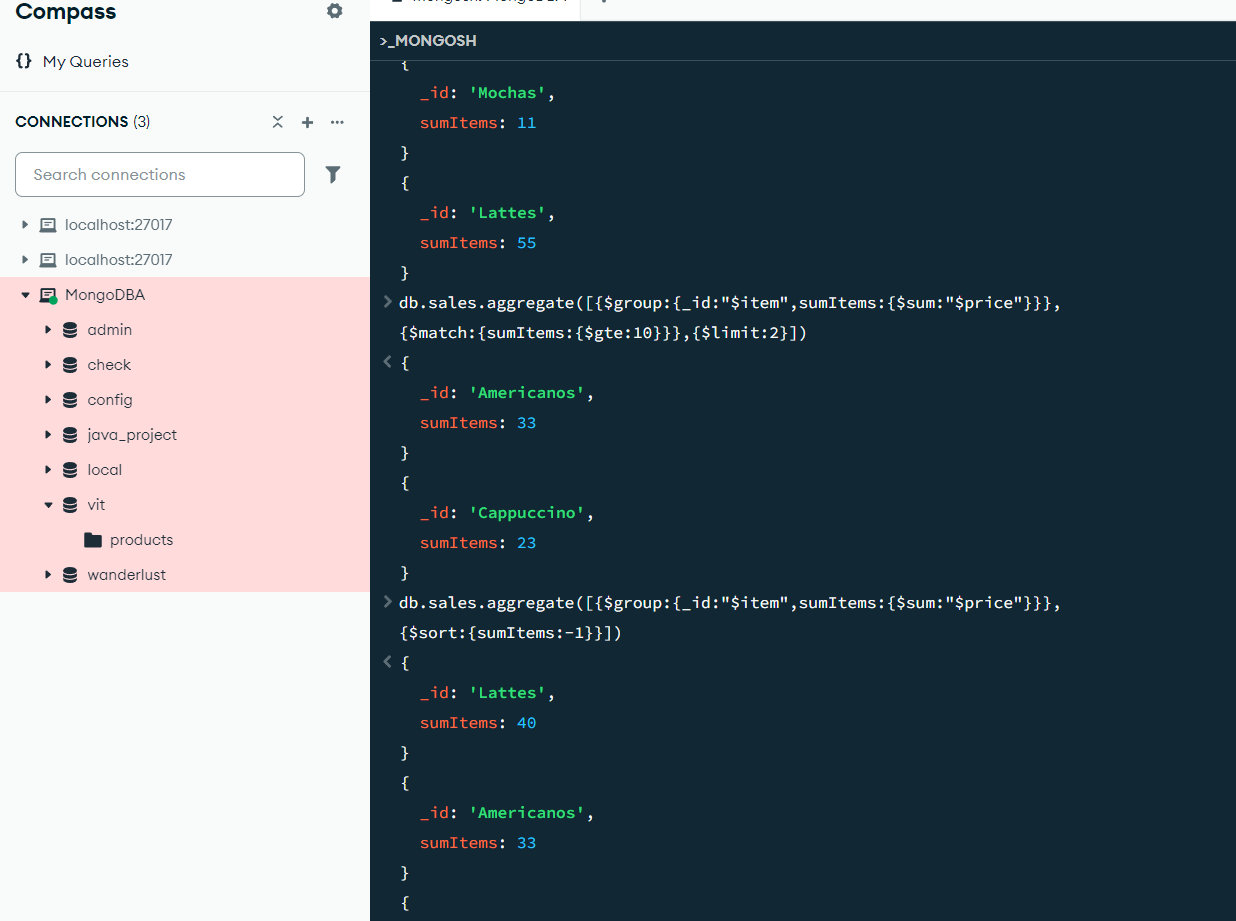 Compass
My Queries
CONNECTIONS (3)
Search connections
localhost:27017
localhost:27017
MongoDBA
admin
check
config
java_project
local
vit
products
wanderlust
>_MONGOSH
{
_id: 'Mochas',
sumItems: 11
}
{
_id: 'Lattes',
sumItems: 55
}
> db.sales.aggregate([{$group:{_id:"$item",sumItems:{$sum:"$price"}}},
{$match:{sumItems:{$gte:10}}},{$limit:2}])
< {
_id: 'Americanos',
sumItems: 33
}
{
_id: 'Cappuccino',
sumItems: 23
}
> db.sales.aggregate([{$group:{_id:"$item",sumItems:{$sum:"$price"}}},
{$sort:{sumItems:-1}}])
< {
_id: 'Lattes',
sumItems: 40
}
{
_id: 'Americanos',
sumItems: 33
}
{